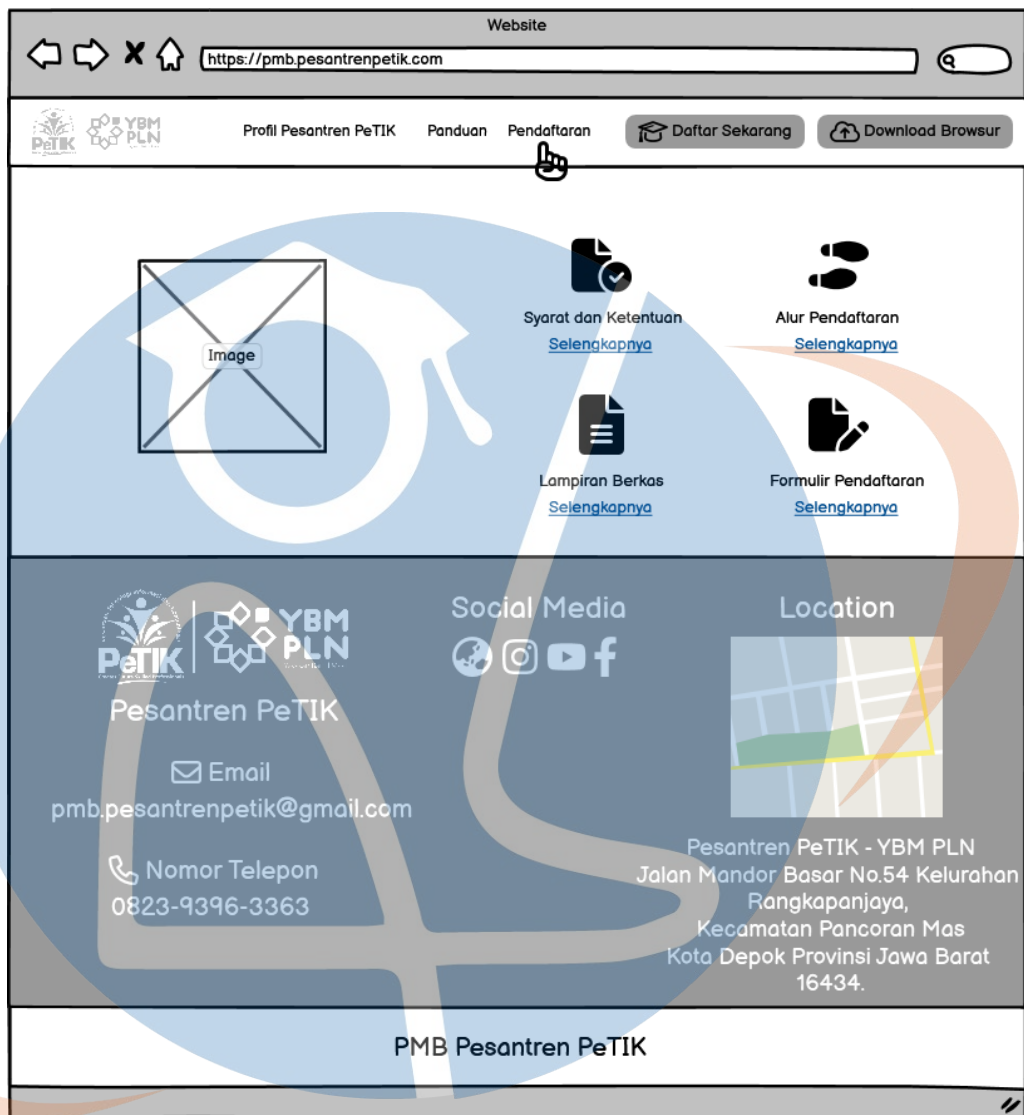 Website
https://pmb.pesantrenpetik.com
PeTIK
YBM
PLN
Profil Pesantren PeTIK
Panduan
Pendaftaran
Daftar Sekarang
Download Browsur
Image
Syarat dan Ketentuan
Selengkapnya
Alur Pendaftaran
Selengkapnya
Lampiran Berkas
Selengkapnya
Formulir Pendaftaran
Selengkapnya
PeTIK
YBM
PLN
Pesantren PeTIK
Email
pmb.pesantrenpetik@gmail.com
Nomor Telepon
0823-9396-3363
Social Media
Location
Pesantren PeTIK - YBM PLN
Jalan Mandor Basar No.54 Kelurahan
Rangkapanjaya,
Kecamatan Pancoran Mas
Kota Depok Provinsi Jawa Barat
16434.
PMB Pesantren PeTIK